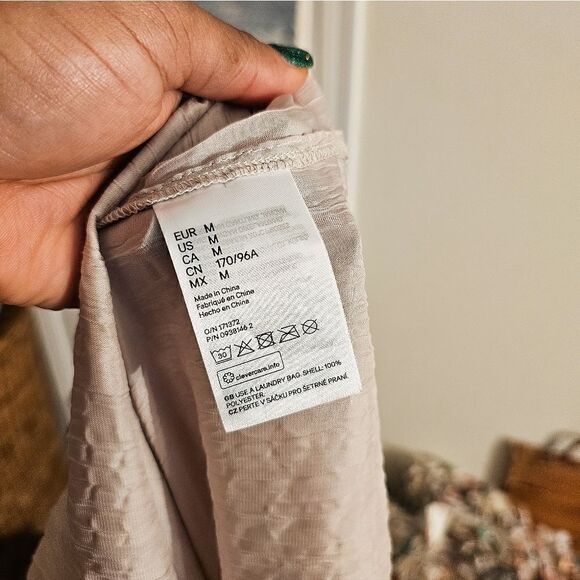 EUR M
US M
CA M
CN 170/96A
MX M
Made in China
Fabriqué en Chine
Hecho en China
O/N 171372
P/N 0938146 2
30
clevercare.info
GB USE A LAUNDRY BAG. SHELL: 100%
POLYESTER.
CZ PERTE V SÁČKU PRO ŠETRNÉ PRANÍ.